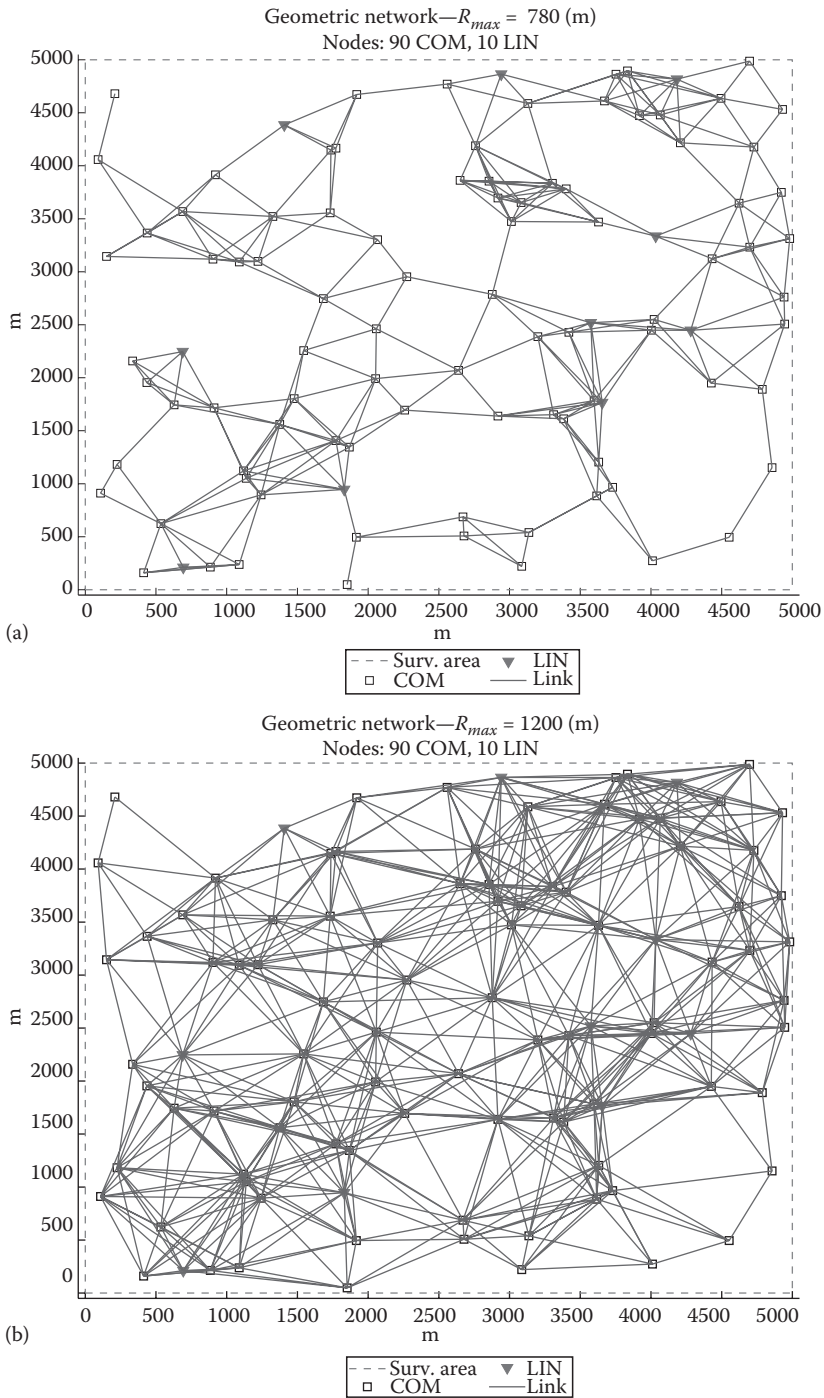 Geometric network—Rmax = 780 (m)
Nodes: 90 COM, 10 LIN
5000
4500
4000
3500
3000
2500
2000
1500
1000
500
0
m
0 500 1000 1500 2000 2500 3000 3500 4000 4500 5000
m
(a)
Surv. area LIN
COM Link
Geometric network—Rmax = 1200 (m)
Nodes: 90 COM, 10 LIN
5000
4500
4000
3500
3000
2500
2000
1500
1000
500
0
m
0 500 1000 1500 2000 2500 3000 3500 4000 4500 5000
m
(b)
Surv. area LIN
COM Link